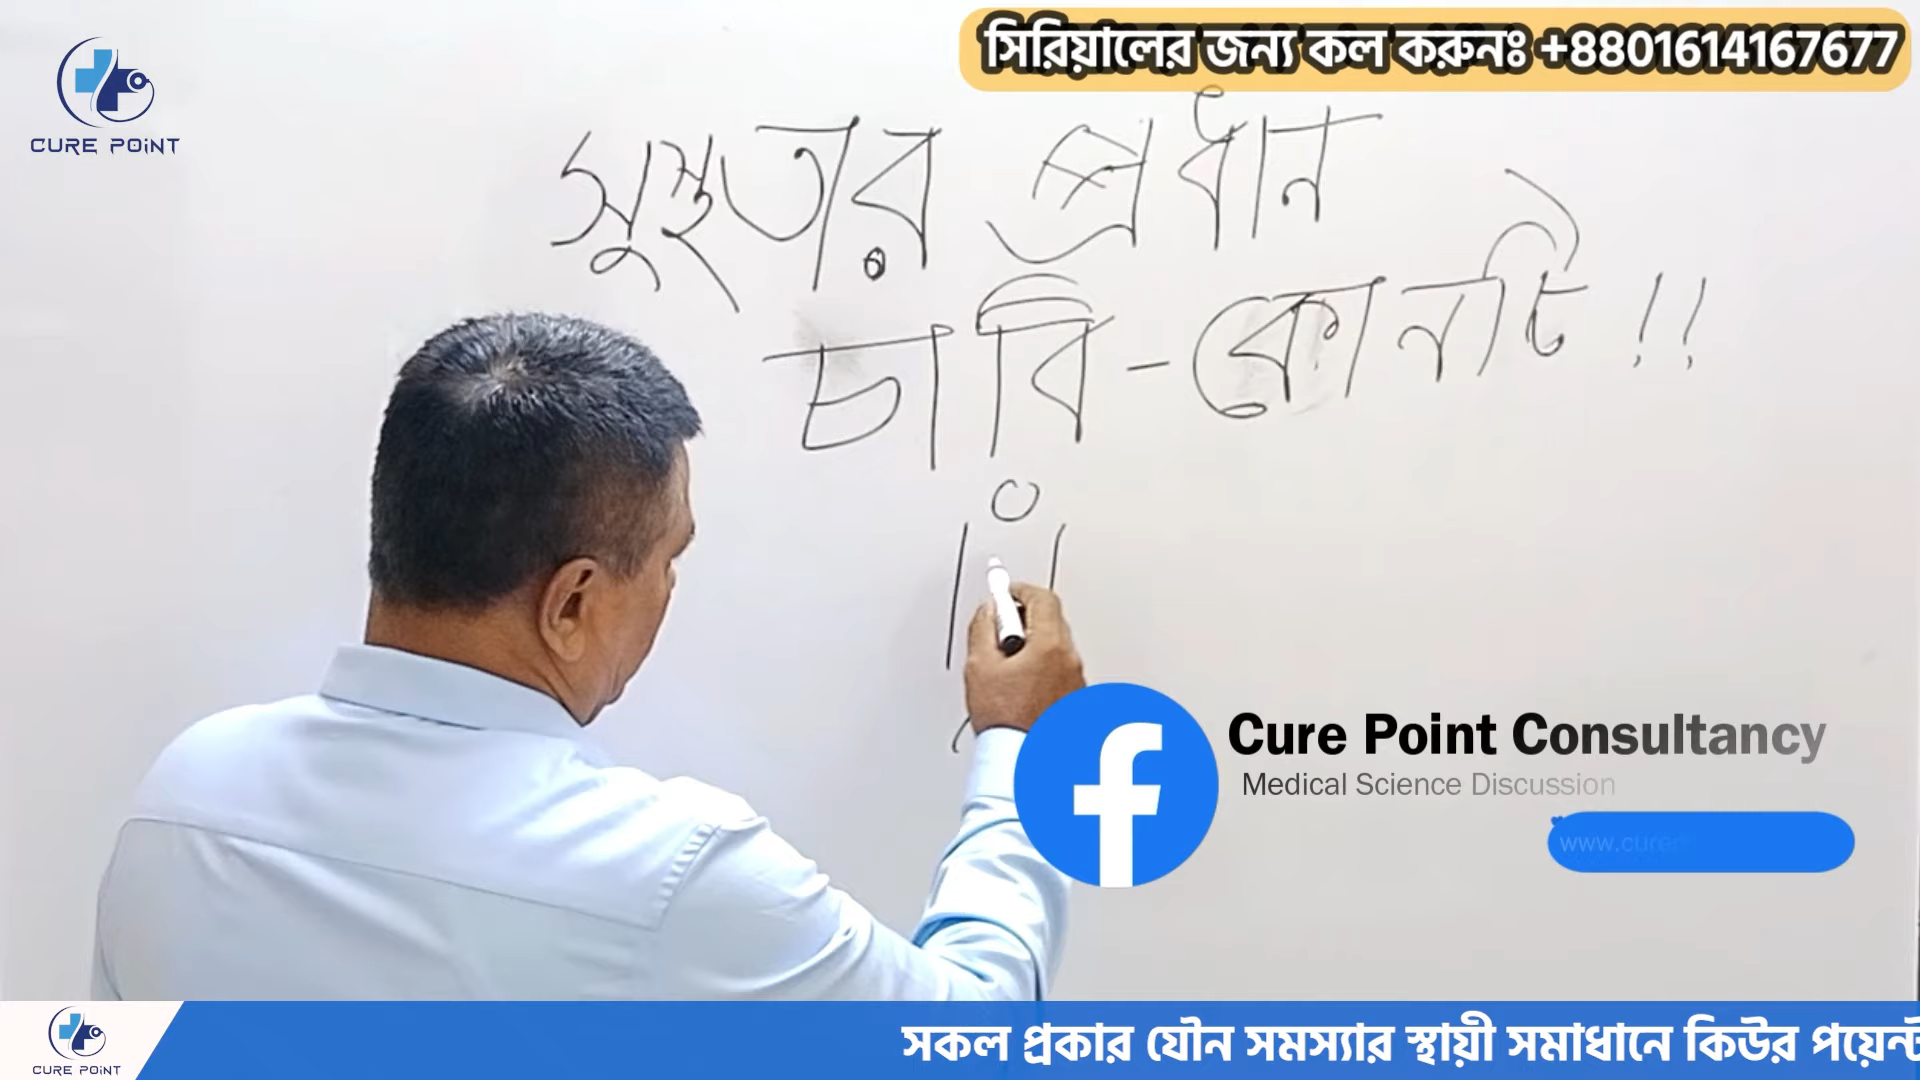 সিরিয়ালের জন্য কল করুনঃ +8801614167677
CURE POINT
সুস্থতার প্রধান
চাবি - কোনটি !!
Cure Point Consultancy
Medical Science Discussion
সকল প্রকার যৌন সমস্যার স্থায়ী সমাধানে কিউর পয়েন্ট
CURE POINT